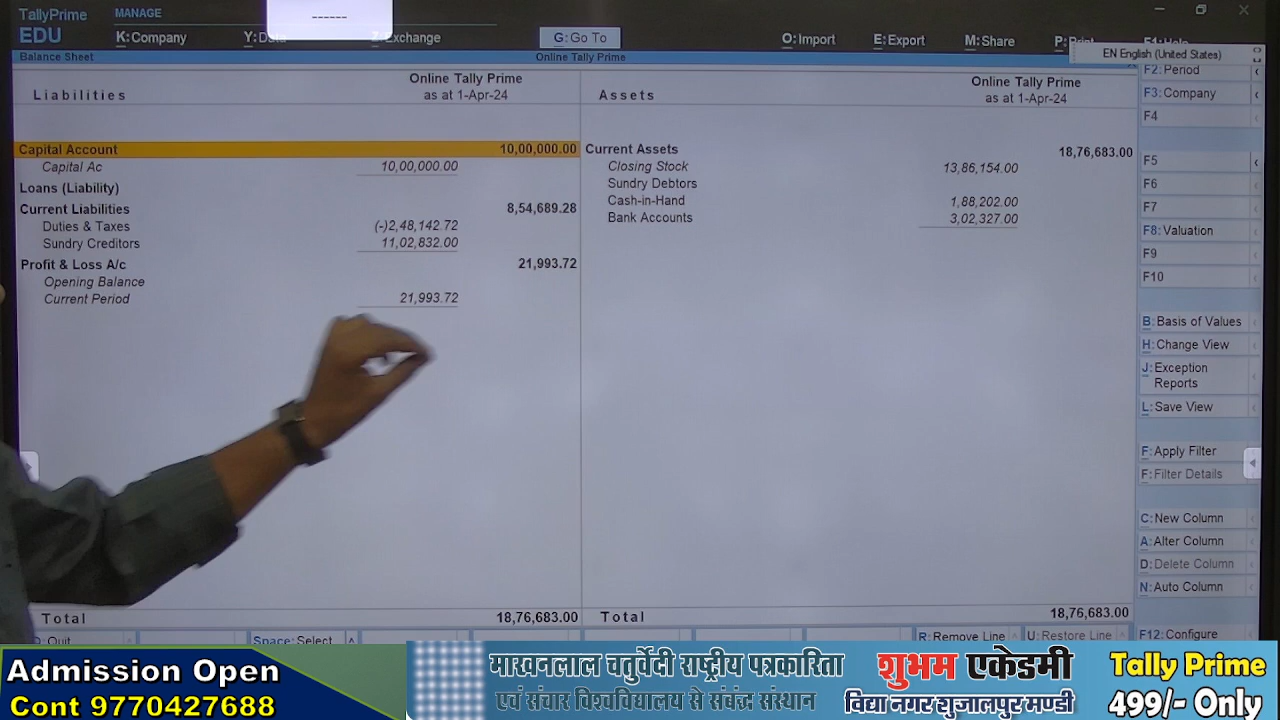 TallyPrime
EDU
MANAGE
K:Company
Exchange
G:Go To
O:Import
E:Export
M:Share
EN English (United States)
Balance Sheet
Online Tally Prime
F2: Period
F3: Company
F4
F5
F6
F7
F8: Valuation
F9
F10
B: Basis of Values
H: Change View
J: Exception
Reports
L: Save View
F: Apply Filter
F: Filter Details
C: New Column
A: Alter Column
D: Delete Column
N: Auto Column
F12: Configure
Liabilities
Online Tally Prime
as at 1-Apr-24
Assets
Online Tally Prime
as at 1-Apr-24
Capital Account 10,00,000.00
Capital Ac 10,00,000.00
Loans (Liability)
Current Liabilities 8,54,689.28
Duties & Taxes (-)2,48,142.72
Sundry Creditors 11,02,832.00
Profit & Loss A/c 21,993.72
Opening Balance
Current Period 21,993.72
Current Assets 18,76,683.00
Closing Stock 13,86,154.00
Sundry Debtors
Cash-in-Hand 1,88,202.00
Bank Accounts 3,02,327.00
Total 18,76,683.00
Total 18,76,683.00
Quit
Space: Select
R: Remove Line
U: Restore Line
Admission Open
Cont 9770427688
माखनलाल चतुर्वेदी राष्ट्रीय पत्रकारिता
एवं संचार विश्वविद्यालय से संबद्ध संस्थान
शुभम एकेडमी
विद्या नगर शुजालपुर मण्डी
Tally Prime
499/- Only